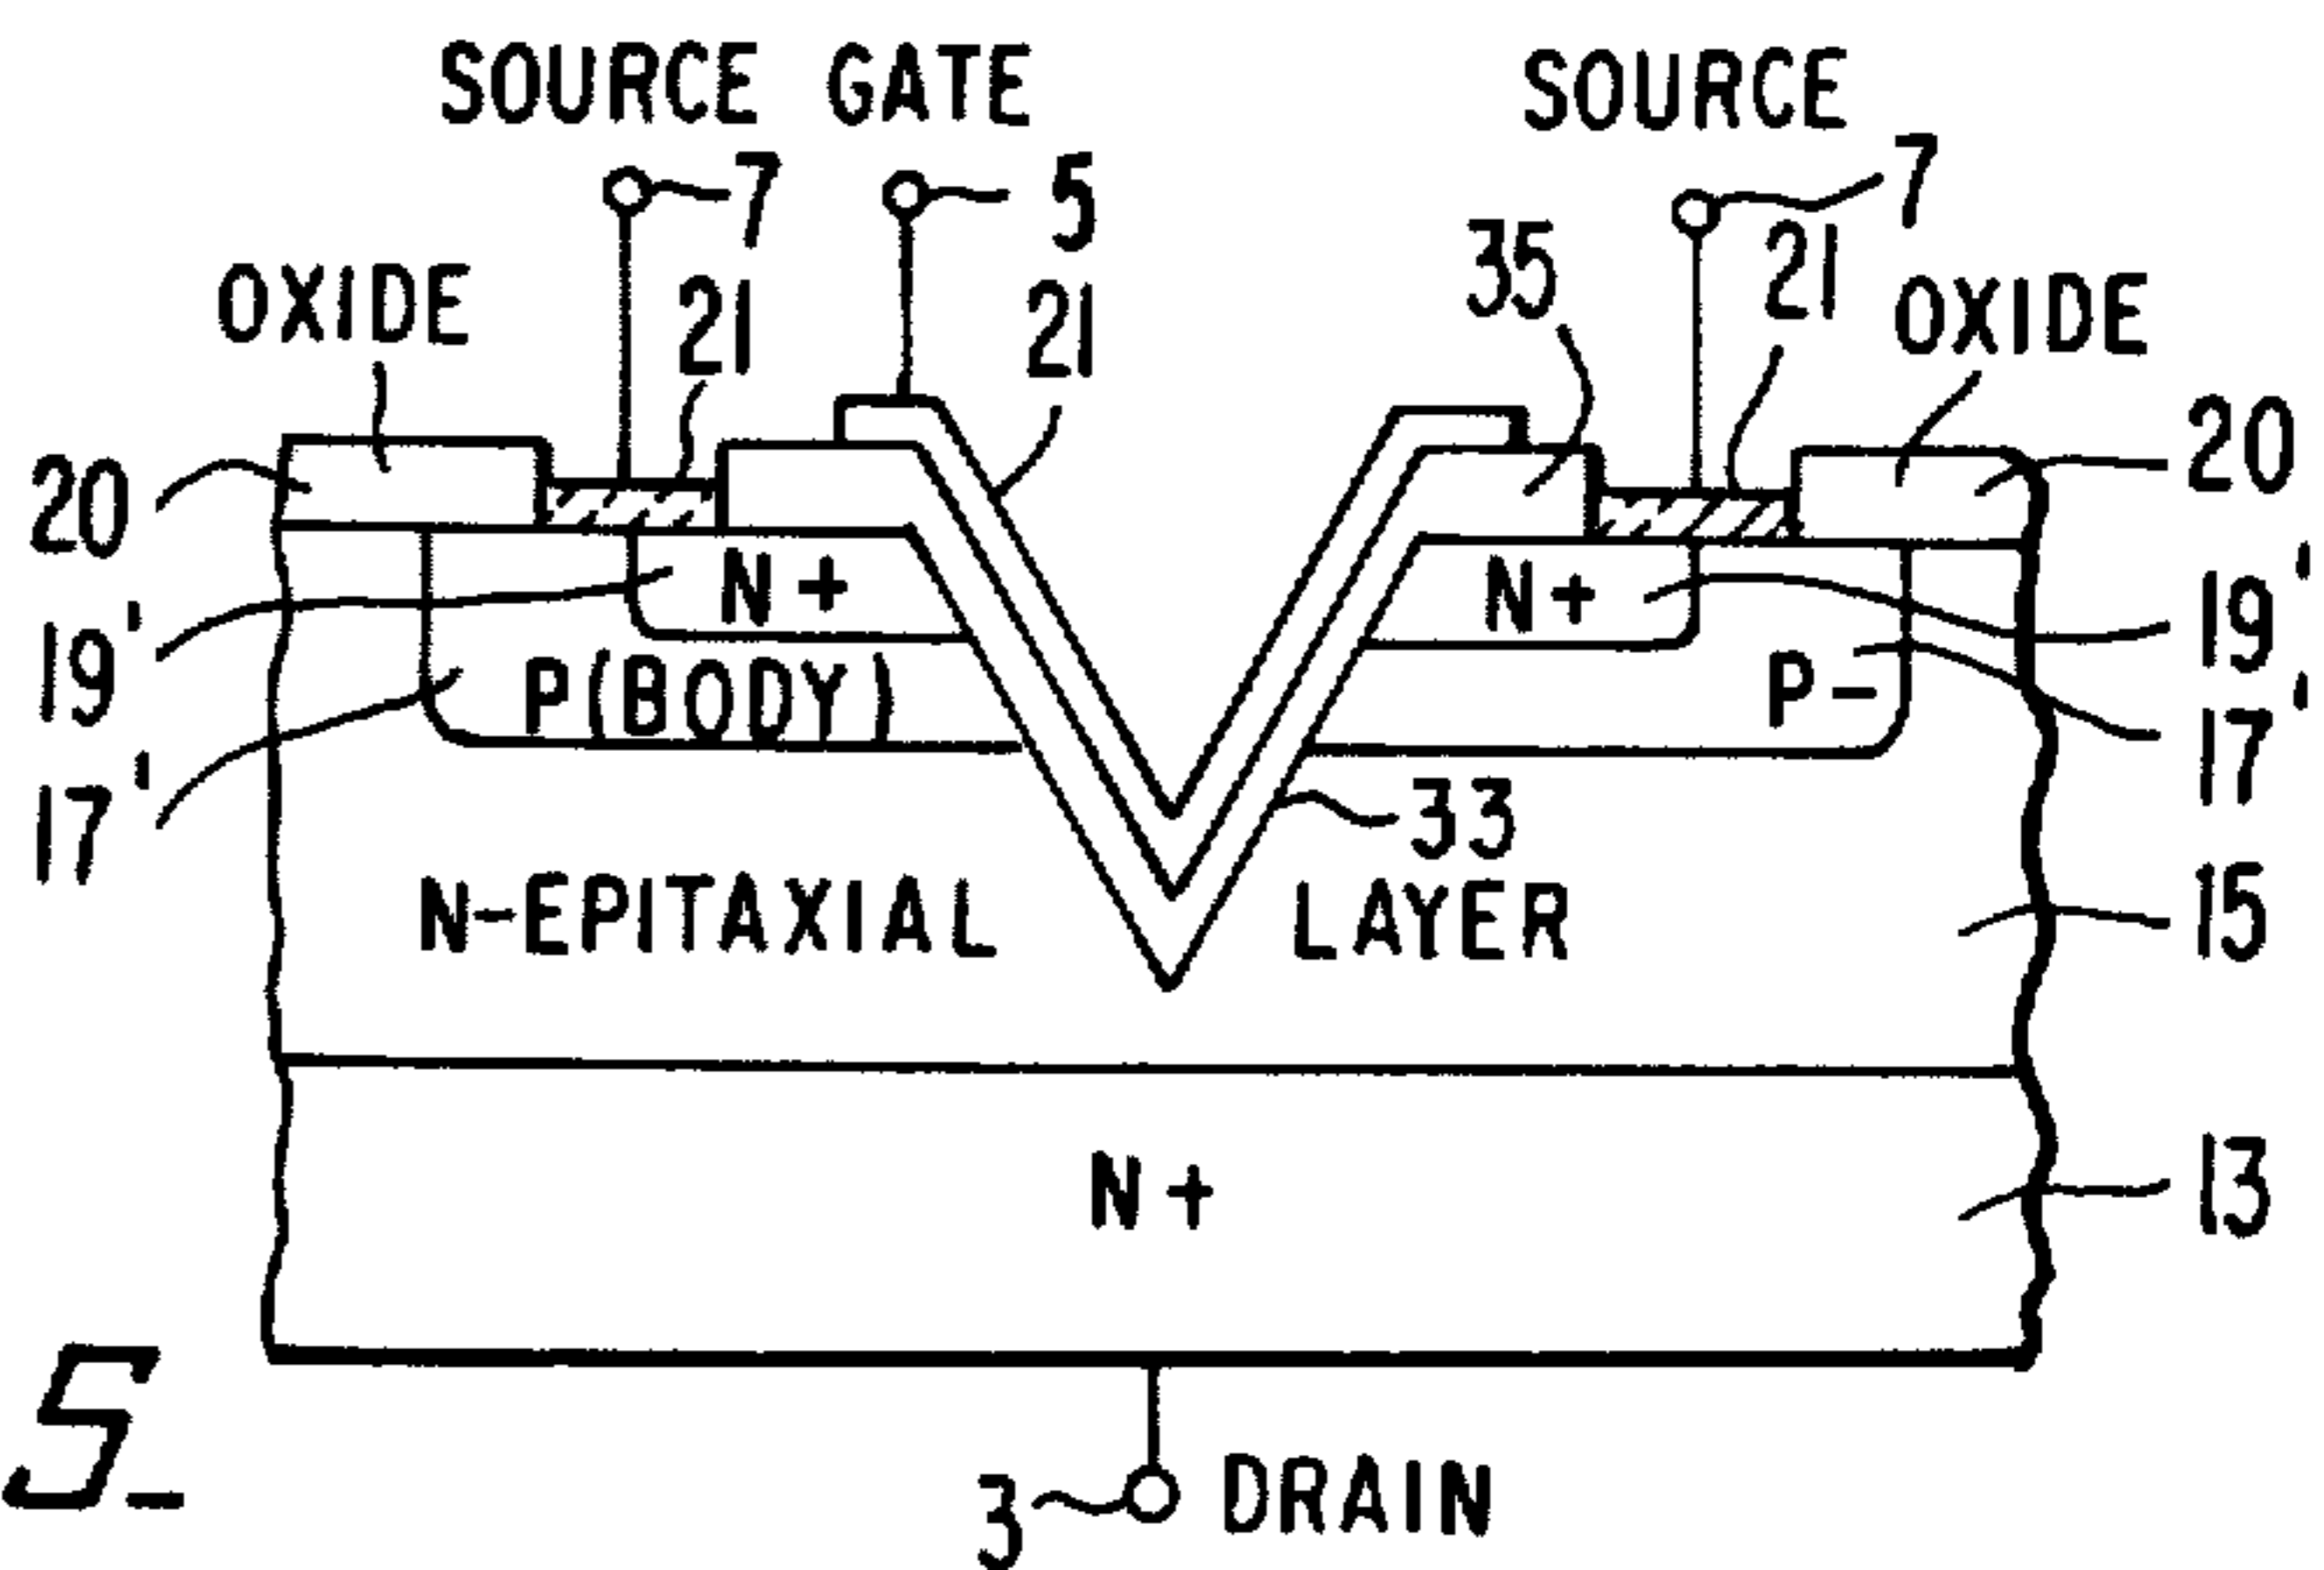 SOURCE GATE SOURCE
7 5 7
OXIDE 21 21 35 21 OXIDE
20 20
N+ N+
19' 19'
P(BODY) P-
17' 17'
33
N-EPITAXIAL LAYER 15
N+ 13
5_
3 DRAIN